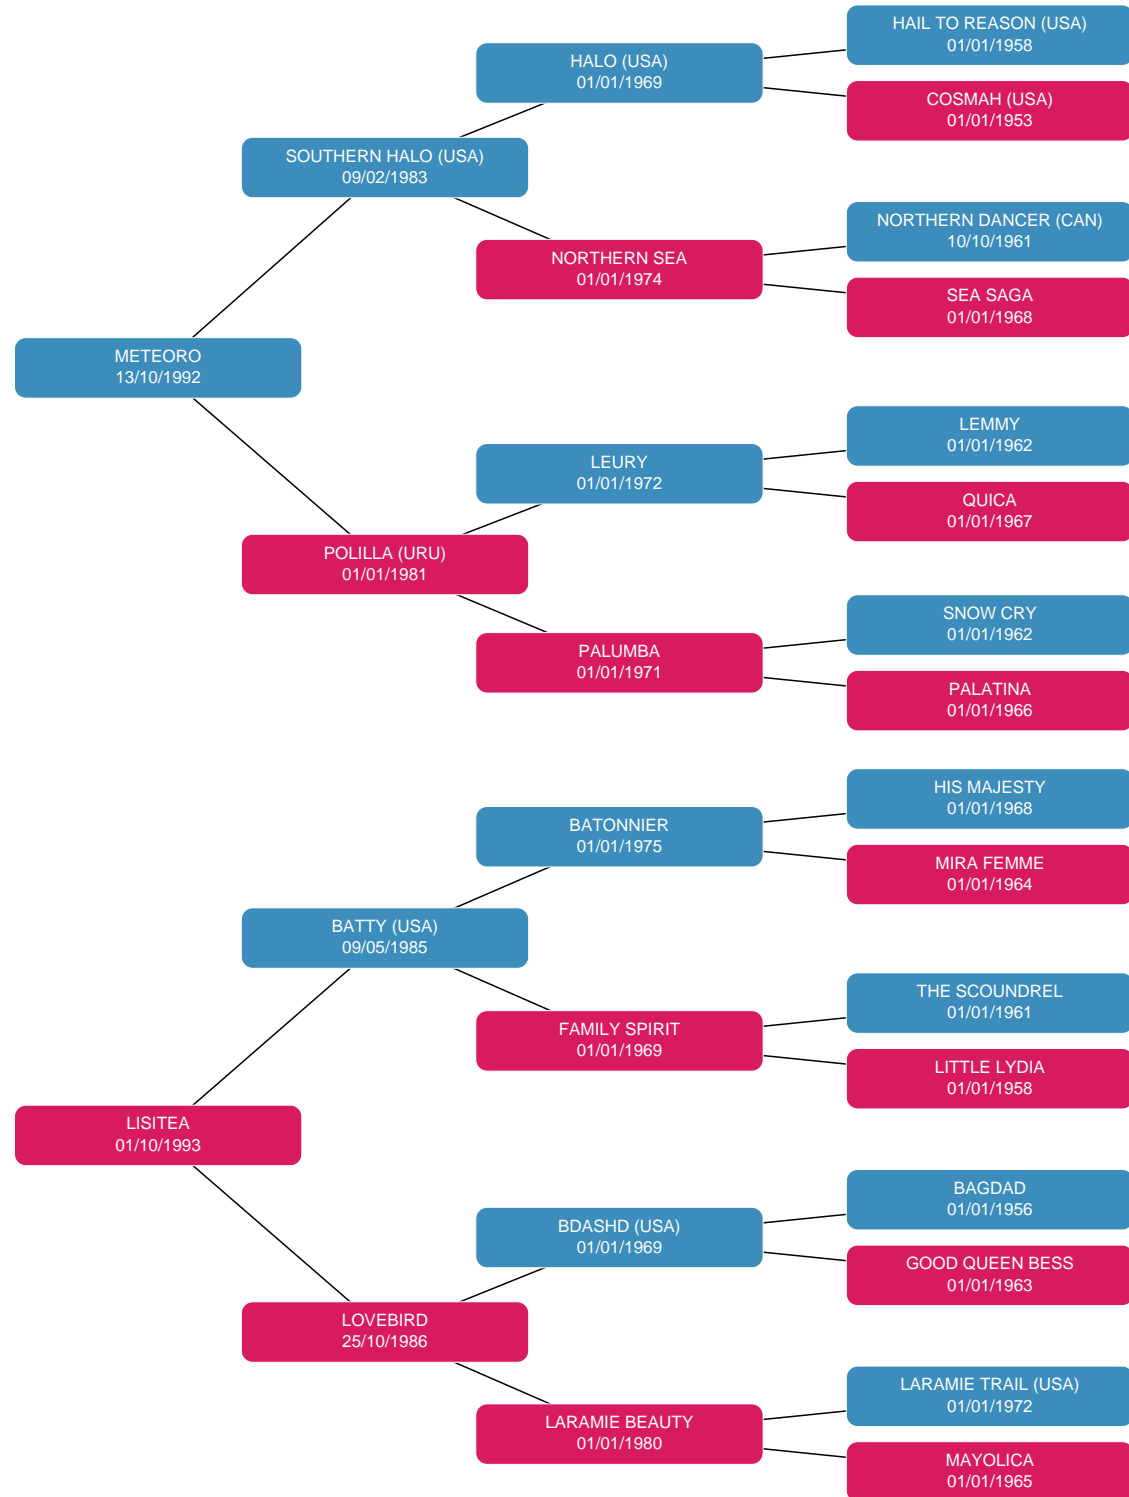 HAIL TO REASON (USA)
01/01/1958
HALO (USA)
01/01/1969
COSMAH (USA)
01/01/1953
SOUTHERN HALO (USA)
09/02/1983
NORTHERN DANCER (CAN)
10/10/1961
NORTHERN SEA
01/01/1974
SEA SAGA
01/01/1968
METEORO
13/10/1992
LEMMY
01/01/1962
LEURY
01/01/1972
QUICA
01/01/1967
POLILLA (URU)
01/01/1981
SNOW CRY
01/01/1962
PALUMBA
01/01/1971
PALATINA
01/01/1966
HIS MAJESTY
01/01/1968
BATONNIER
01/01/1975
MIRA FEMME
01/01/1964
BATTY (USA)
09/05/1985
THE SCOUNDREL
01/01/1961
FAMILY SPIRIT
01/01/1969
LITTLE LYDIA
01/01/1958
LISITEA
01/10/1993
BAGDAD
01/01/1956
BDASHD (USA)
01/01/1969
GOOD QUEEN BESS
01/01/1963
LOVEBIRD
25/10/1986
LARAMIE TRAIL (USA)
01/01/1972
LARAMIE BEAUTY
01/01/1980
MAYOLICA
01/01/1965